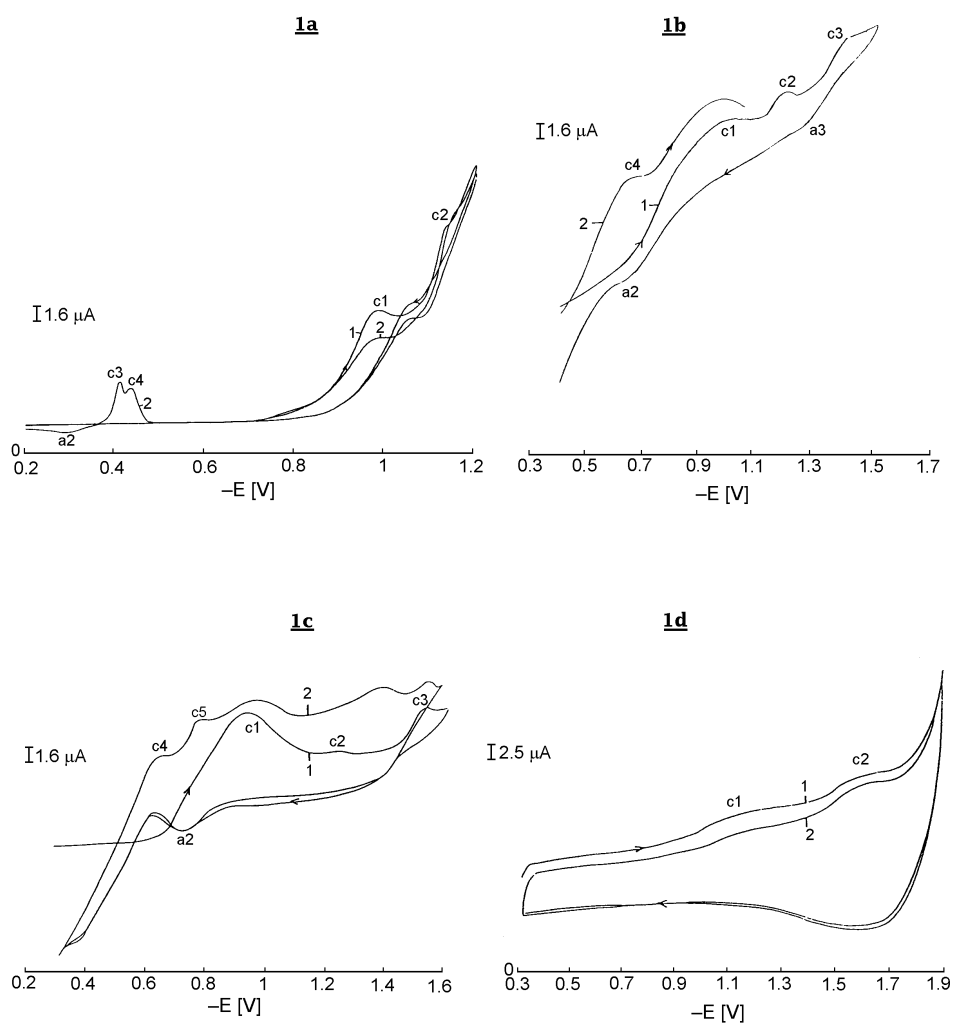 1a
c2
1.6 μA
c1
1
2
c3
c4
2
a2
0
0.2 0.4 0.6 0.8 1 1.2
–E [V]
1b
c3
c2
1.6 μA
c1
a3
c4
1
2
a2
0.3 0.5 0.7 0.9 1.1 1.3 1.5 1.7
–E [V]
1c
2
c5
c3
c4
c1
c2
1.6 μA
1
a2
0.2 0.4 0.6 0.8 1 1.2 1.4 1.6
–E [V]
1d
2.5 μA
c2
1
c1
2
0
0.3 0.5 0.7 0.9 1.1 1.3 1.5 1.7 1.9
–E [V]